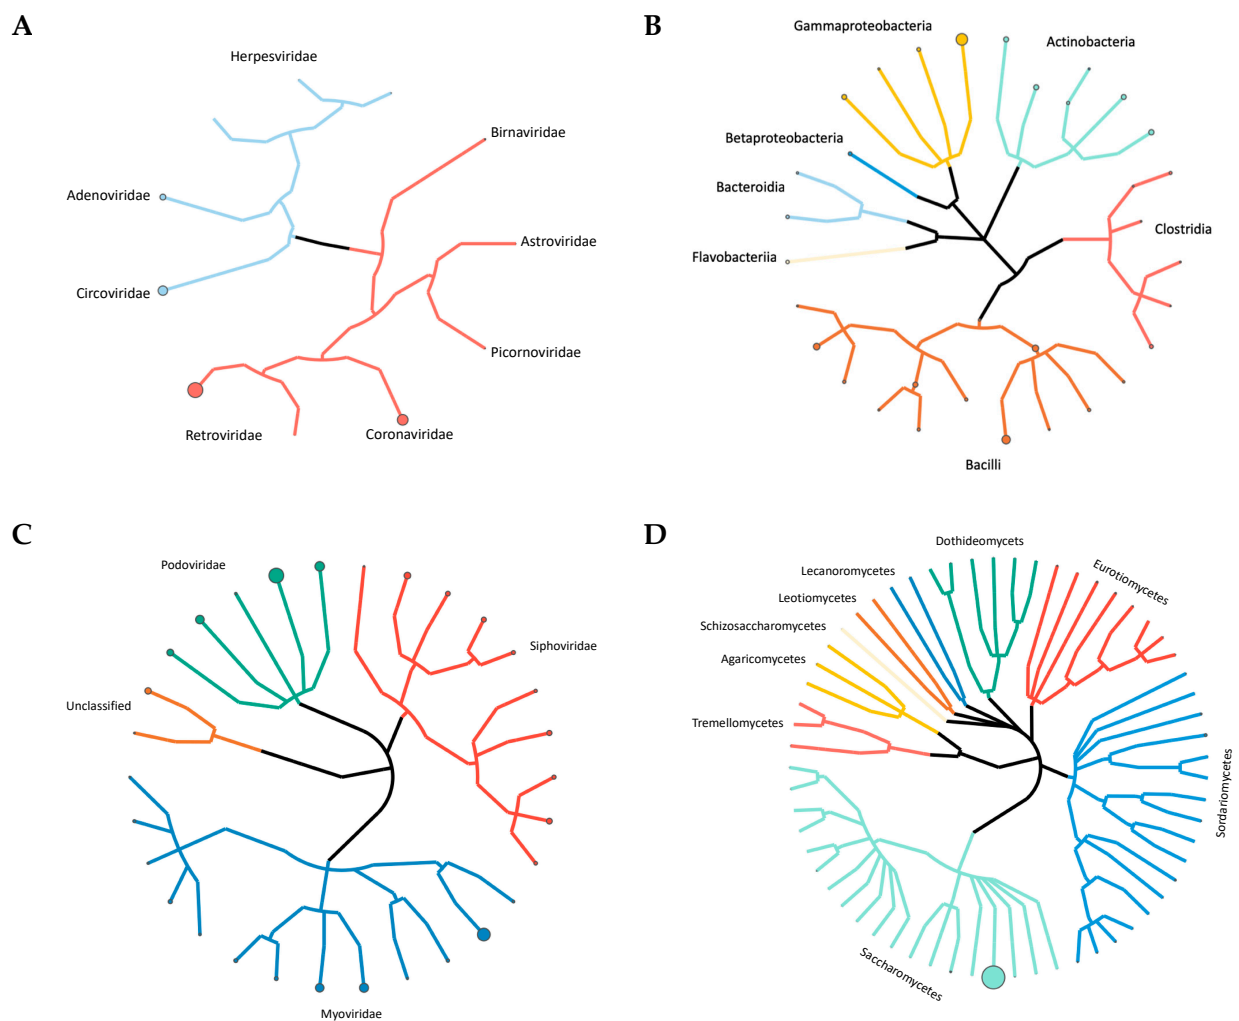 A
Herpesviridae
Birnaviridae
Adenoviridae
Astroviridae
Circoviridae
Picornoviridae
Retroviridae
Coronaviridae
B
Gammaproteobacteria
Actinobacteria
Betaproteobacteria
Bacteroidia
Clostridia
Flavobacteriia
Bacilli
C
Podoviridae
Siphoviridae
Unclassified
Myoviridae
D
Dothideomycets
Lecanoromycetes
Eurotiomycetes
Leotiomycetes
Schizosaccharomycetes
Agaricomycetes
Tremellomycetes
Sordariomycetes
Saccharomycetes